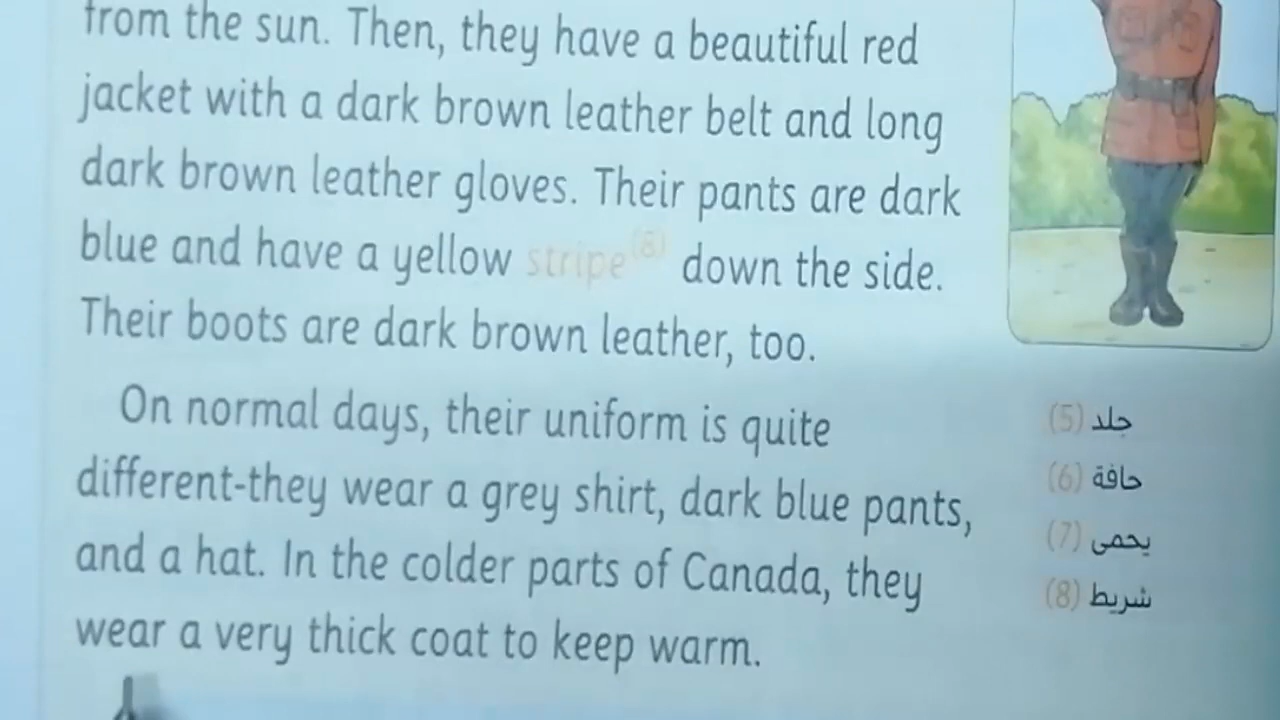 from the sun. Then, they have a beautiful red
jacket with a dark brown leather belt and long
dark brown leather gloves. Their pants are dark
blue and have a yellow stripe(8) down the side.
Their boots are dark brown leather, too.
On normal days, their uniform is quite
different-they wear a grey shirt, dark blue pants,
and a hat. In the colder parts of Canada, they
wear a very thick coat to keep warm.
(5) جلد
(6) حافة
(7) يحمى
(8) شريط